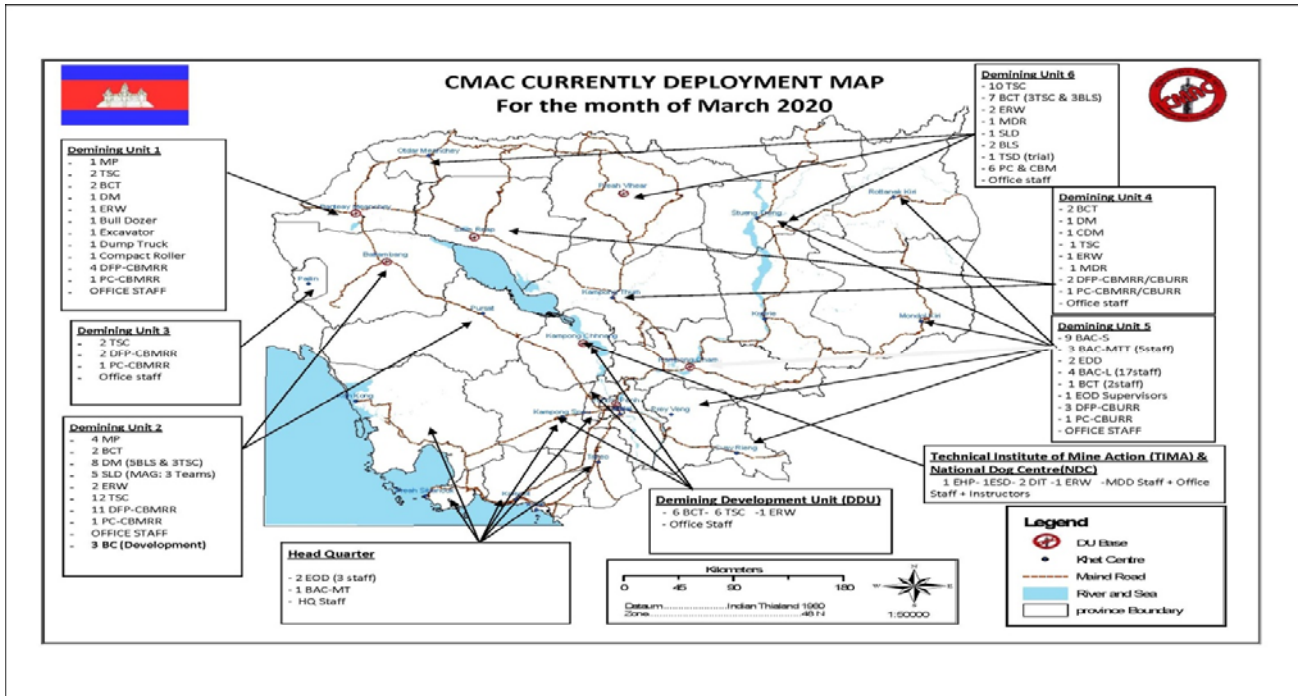 CMAC CURRENTLY DEPLOYMENT MAP
For the month of March 2020
CMAC
Demining Unit 1
- 1 MP
- 2 TSC
- 2 BCT
- 1 DM
- 1 ERW
- 1 Bull Dozer
- 1 Excavator
- 1 Dump Truck
- 1 Compact Roller
- 4 DFP-CBMRR
- 1 PC-CBMRR
- OFFICE STAFF
Demining Unit 3
- 2 TSC
- 2 DFP-CBMRR
- 1 PC-CBMRR
- Office staff
Demining Unit 2
- 4 MP
- 2 BCT
- 8 DM (5BLS & 3TSC)
- 5 SLD (MAG: 3 Teams)
- 2 ERW
- 12 TSC
- 11 DFP-CBMRR
- 1 PC-CBMRR
- OFFICE STAFF
- 3 BC (Development)
Head Quarter
- 2 EOD (3 staff)
- 1 BAC-MT
- HQ Staff
Demining Unit 6
- 10 TSC
- 7 BCT (3TSC & 3BLS)
- 2 ERW
- 1 MDR
- 1 SLD
- 2 BLS
- 1 TSD (trial)
- 6 PC & CBM
- Office staff
Demining Unit 4
- 2 BCT
- 1 DM
- 1 CDM
- 1 TSC
- 1 ERW
- 1 MDR
- 2 DFP-CBMRR/CBURR
- 1 PC-CBMRR/CBURR
- Office staff
Demining Unit 5
- 9 BAC-S
- 3 BAC-MTT (5staff)
- 2 EDD
- 4 BAC-L (17staff)
- 1 BCT (2staff)
- 1 EOD Supervisors
- 3 DFP-CBURR
- 1 PC-CBURR
- OFFICE STAFF
Technical Institute of Mine Action (TIMA) &
National Dog Centre(NDC)
1 EHP- 1ESD- 2 DIT -1 ERW -MDD Staff + Office
Staff + Instructors
Demining Development Unit (DDU)
- 6 BCT- 6 TSC -1 ERW
- Office Staff
Kilometers
0 45 90 180
Dataum Indian Thialand 1960
Zone 48 N
N
W E
S
1:50000
Legend
DU Base
Khet Centre
Maind Road
River and Sea
province Boundary
Preah Vihear
Siem Reap
Battambang
Pailin
Pursat
Kampong Thom
Kampong Chhnang
Stueng Treng
Rottanak Kiri
Mondol Kiri
Kratie
Kampong Cham
Svay Rieng
Takeo
Kampot